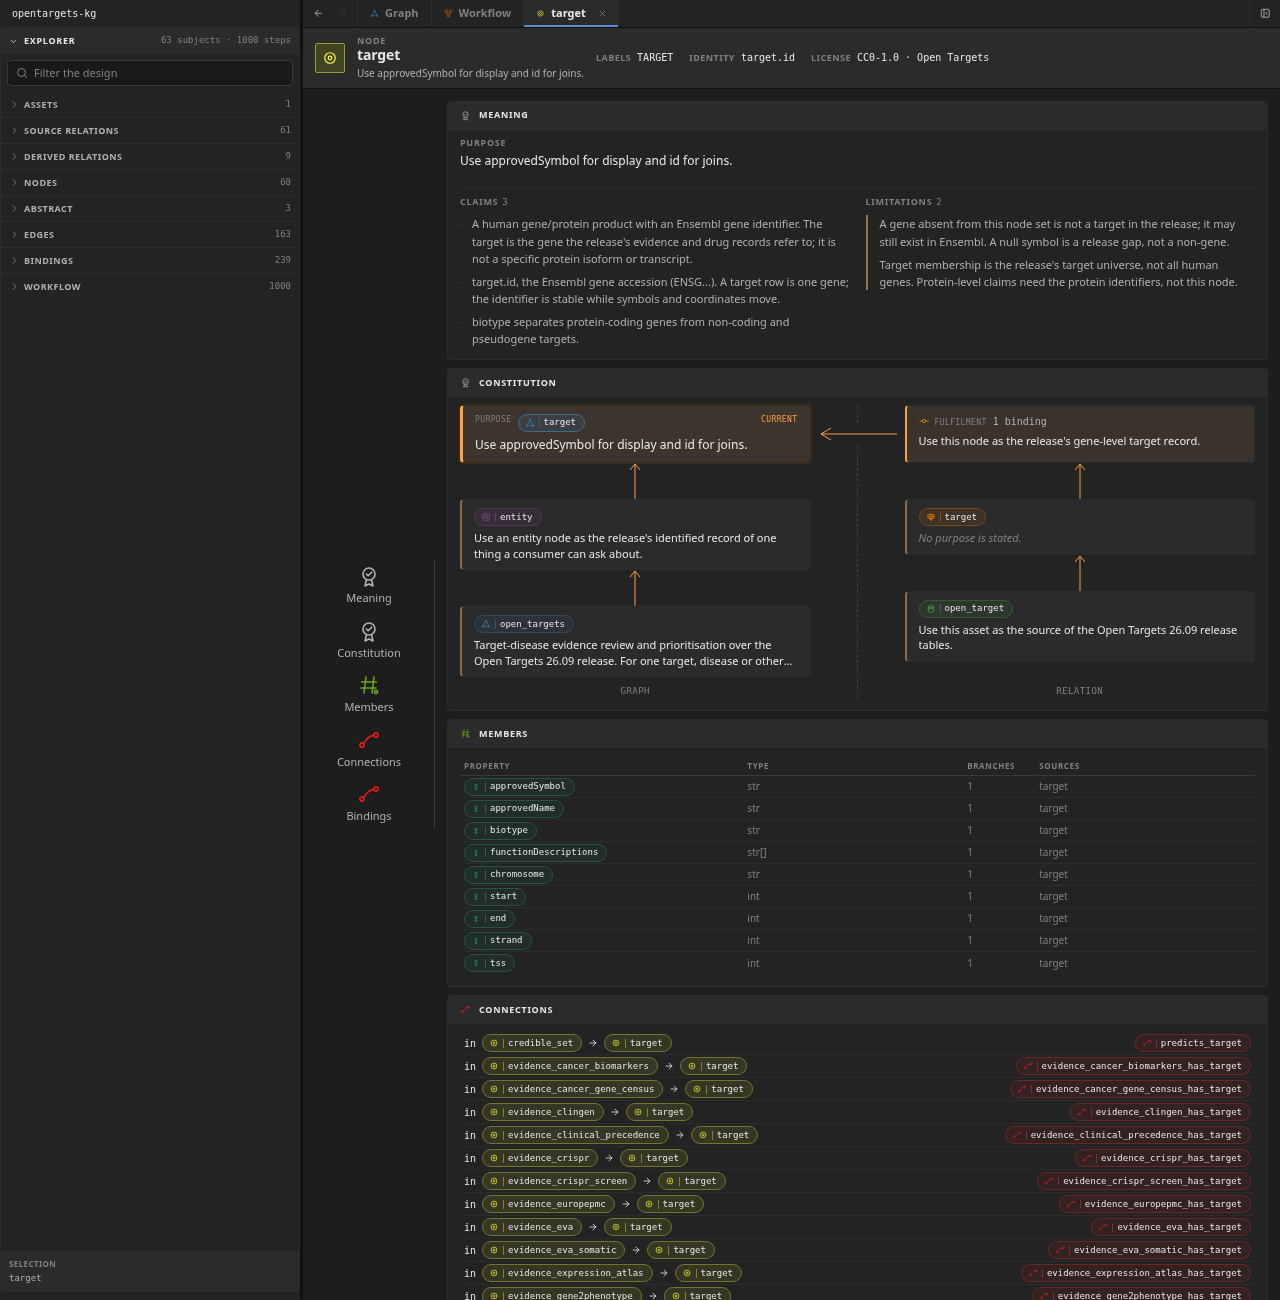 opentargets-kg
EXPLORER 63 subjects · 1000 steps
Filter the design
ASSETS 1
SOURCE RELATIONS 61
DERIVED RELATIONS 9
NODES 60
ABSTRACT 3
EDGES 163
BINDINGS 239
WORKFLOW 1000
SELECTION
target
Graph Workflow target
NODE
target
Use approvedSymbol for display and id for joins.
LABELS TARGET IDENTITY target.id LICENSE CC0-1.0 · Open Targets
Meaning
Constitution
Members
Connections
Bindings
MEANING
PURPOSE
Use approvedSymbol for display and id for joins.
CLAIMS 3
· A human gene/protein product with an Ensembl gene identifier. The
target is the gene the release's evidence and drug records refer to; it is
not a specific protein isoform or transcript.
· target.id, the Ensembl gene accession (ENSG…). A target row is one gene;
the identifier is stable while symbols and coordinates move.
· biotype separates protein-coding genes from non-coding and
pseudogene targets.
LIMITATIONS 2
A gene absent from this node set is not a target in the release; it may
still exist in Ensembl. A null symbol is a release gap, not a non-gene.
Target membership is the release's target universe, not all human
genes. Protein-level claims need the protein identifiers, not this node.
CONSTITUTION
PURPOSE target CURRENT
Use approvedSymbol for display and id for joins.
entity
Use an entity node as the release's identified record of one
thing a consumer can ask about.
open_targets
Target-disease evidence review and prioritisation over the
Open Targets 26.09 release. For one target, disease or other…
GRAPH
FULFILMENT 1 binding
Use this node as the release's gene-level target record.
target
No purpose is stated.
open_target
Use this asset as the source of the Open Targets 26.09 release
tables.
RELATION
MEMBERS
PROPERTY TYPE BRANCHES SOURCES
approvedSymbol str 1 target
approvedName str 1 target
biotype str 1 target
functionDescriptions str[] 1 target
chromosome str 1 target
start int 1 target
end int 1 target
strand int 1 target
tss int 1 target
CONNECTIONS
in credible_set → target predicts_target
in evidence_cancer_biomarkers → target evidence_cancer_biomarkers_has_target
in evidence_cancer_gene_census → target evidence_cancer_gene_census_has_target
in evidence_clingen → target evidence_clingen_has_target
in evidence_clinical_precedence → target evidence_clinical_precedence_has_target
in evidence_crispr → target evidence_crispr_has_target
in evidence_crispr_screen → target evidence_crispr_screen_has_target
in evidence_europepmc → target evidence_europepmc_has_target
in evidence_eva → target evidence_eva_has_target
in evidence_eva_somatic → target evidence_eva_somatic_has_target
in evidence_expression_atlas → target evidence_expression_atlas_has_target
in evidence_gene2phenotype → target evidence_gene2phenotype_has_target